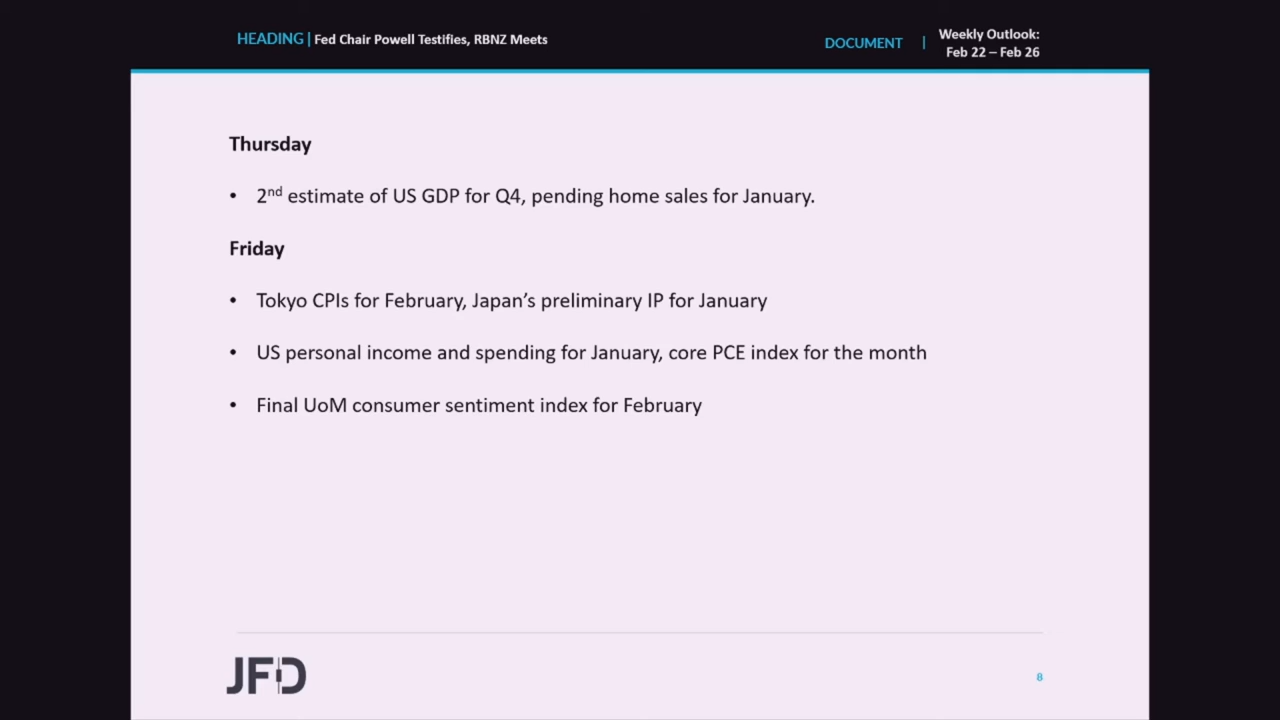 HEADING | Fed Chair Powell Testifies, RBNZ Meets
DOCUMENT | Weekly Outlook:
Feb 22 – Feb 26
Thursday
• 2nd estimate of US GDP for Q4, pending home sales for January.
Friday
• Tokyo CPIs for February, Japan’s preliminary IP for January
• US personal income and spending for January, core PCE index for the month
• Final UoM consumer sentiment index for February
JFD
8